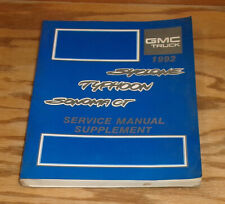 GMC
TRUCK
1992
SYCLONE
TYPHOON
SONOMA GT
SERVICE MANUAL
SUPPLEMENT